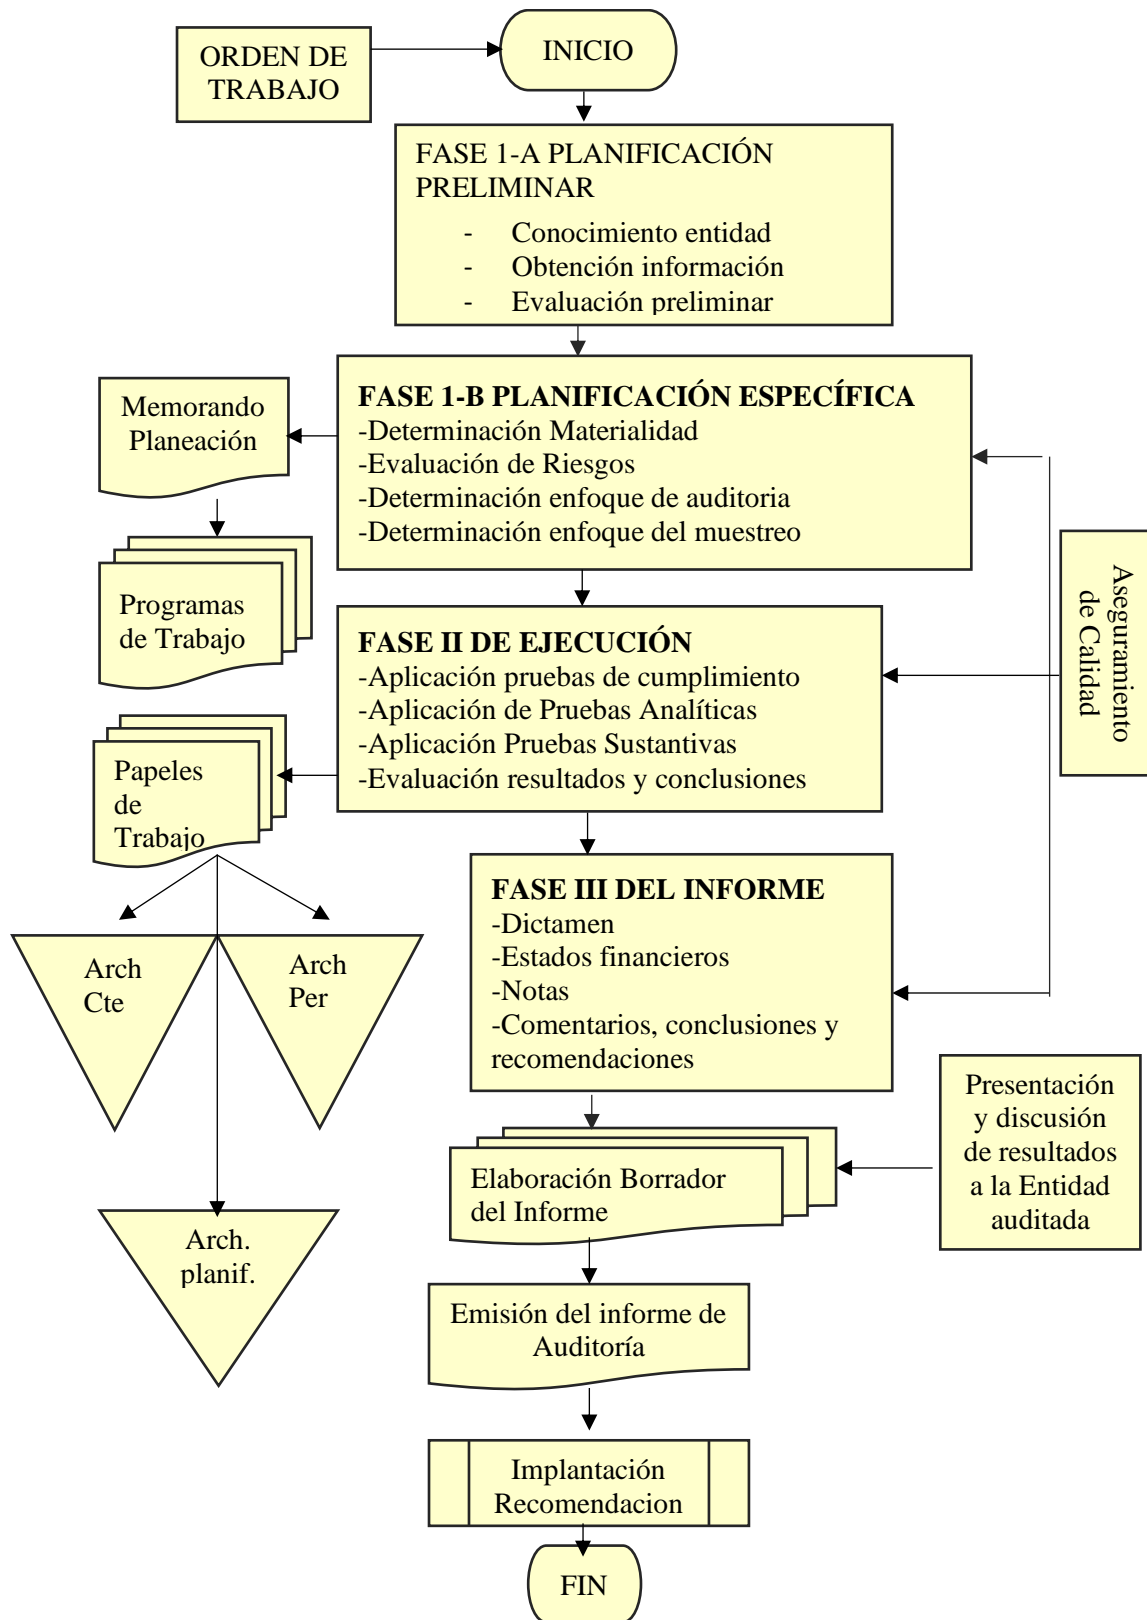 ORDEN DE
TRABAJO
INICIO
FASE 1-A PLANIFICACIÓN
PRELIMINAR
- Conocimiento entidad
- Obtención información
- Evaluación preliminar
FASE 1-B PLANIFICACIÓN ESPECÍFICA
-Determinación Materialidad
-Evaluación de Riesgos
-Determinación enfoque de auditoria
-Determinación enfoque del muestreo
Memorando
Planeación
Programas
de Trabajo
Aseguramiento
de Calidad
FASE II DE EJECUCIÓN
-Aplicación pruebas de cumplimiento
-Aplicación de Pruebas Analíticas
-Aplicación Pruebas Sustantivas
-Evaluación resultados y conclusiones
Papeles
de
Trabajo
FASE III DEL INFORME
-Dictamen
-Estados financieros
-Notas
-Comentarios, conclusiones y
recomendaciones
Arch
Cte
Arch
Per
Presentación
y discusión
de resultados
a la Entidad
auditada
Elaboración Borrador
del Informe
Arch.
planif.
Emisión del informe de
Auditoría
Implantación
Recomendacion
FIN